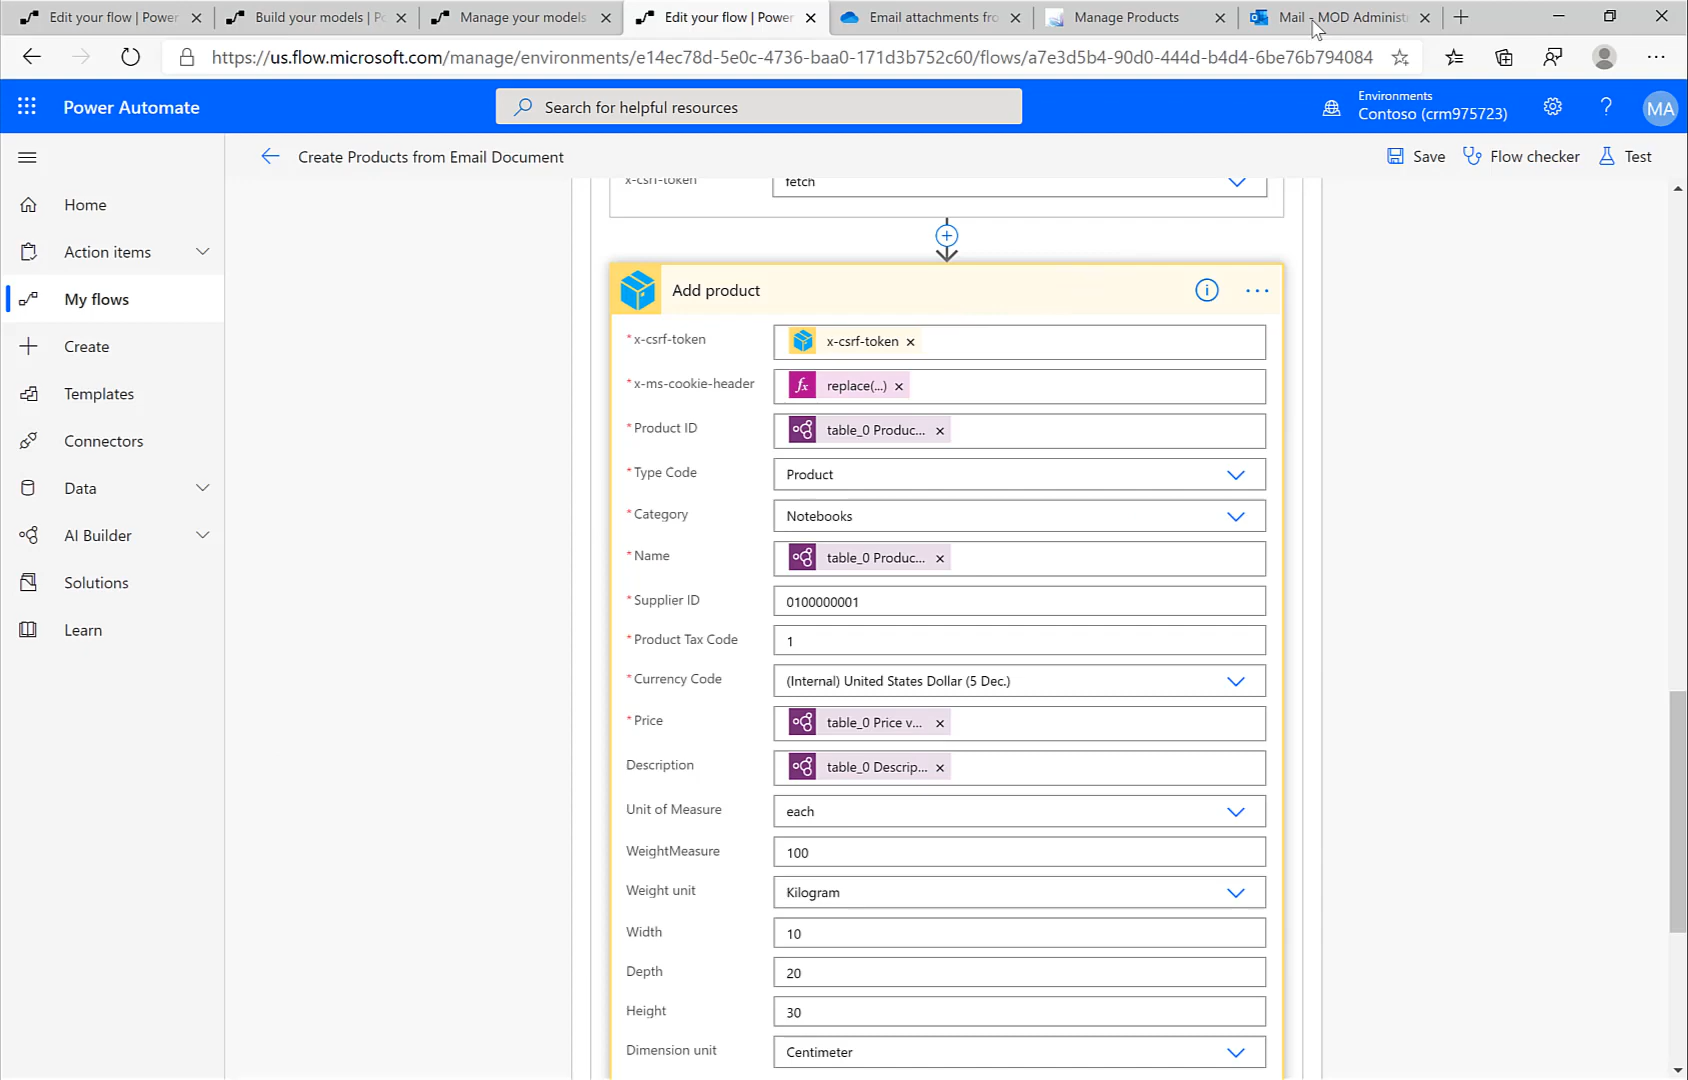 Edit your flow | Power
Build your models | P
Manage your models
Edit your flow | Power
Email attachments fro
Manage Products
Mail - MOD Administ
https://us.flow.microsoft.com/manage/environments/e14ec78d-5e0c-4736-baa0-171d3b752c60/flows/a7e3d5b4-90d0-444d-b4d4-6be76b794084
Power Automate
Search for helpful resources
Environments
Contoso (crm975723)
?
MA
Create Products from Email Document
Save
Flow checker
Test
Home
Action items
My flows
Create
Templates
Connectors
Data
AI Builder
Solutions
Learn
x-csrf-token
fetch
Add product
* x-csrf-token
x-csrf-token
* x-ms-cookie-header
fx replace(...)
* Product ID
table_0 Produc...
* Type Code
Product
* Category
Notebooks
* Name
table_0 Produc...
* Supplier ID
0100000001
* Product Tax Code
1
* Currency Code
(Internal) United States Dollar (5 Dec.)
* Price
table_0 Price v...
Description
table_0 Descrip...
Unit of Measure
each
WeightMeasure
100
Weight unit
Kilogram
Width
10
Depth
20
Height
30
Dimension unit
Centimeter